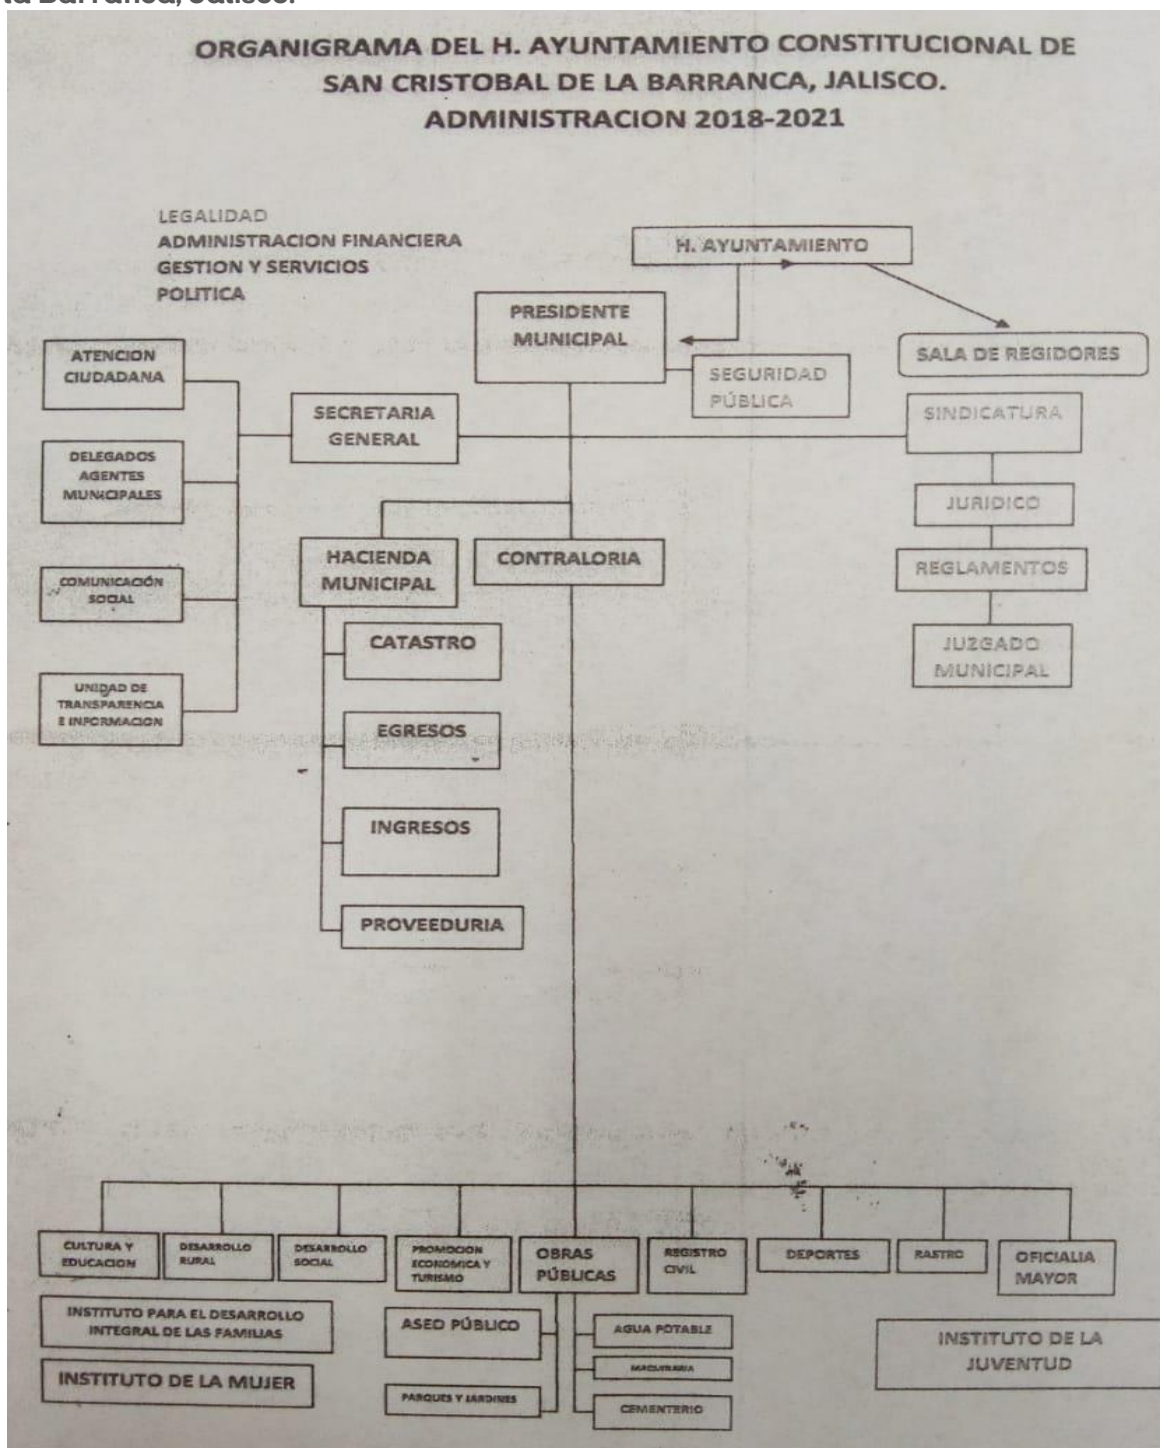 ta Barranca, Jalisco.
ORGANIGRAMA DEL H. AYUNTAMIENTO CONSTITUCIONAL DE
SAN CRISTOBAL DE LA BARRANCA, JALISCO.
ADMINISTRACION 2018-2021
LEGALIDAD
ADMINISTRACION FINANCIERA
GESTION Y SERVICIOS
POLITICA
H. AYUNTAMIENTO
PRESIDENTE
MUNICIPAL
SALA DE REGIDORES
SEGURIDAD
PÚBLICA
ATENCION
CIUDADANA
SECRETARIA
GENERAL
SINDICATURA
DELEGADOS
AGENTES
MUNICIPALES
JURIDICO
HACIENDA
MUNICIPAL
CONTRALORIA
REGLAMENTOS
COMUNICACIÓN
SOCIAL
CATASTRO
JUZGADO
MUNICIPAL
UNIDAD DE
TRANSPARENCIA
E INFORMACION
EGRESOS
INGRESOS
PROVEEDURIA
CULTURA Y
EDUCACION
DESARROLLO
RURAL
DESARROLLO
SOCIAL
PROMOCION
ECONOMICA Y
TURISMO
OBRAS
PÚBLICAS
REGISTRO
CIVIL
DEPORTES
RASTRO
OFICIALIA
MAYOR
INSTITUTO PARA EL DESARROLLO
INTEGRAL DE LAS FAMILIAS
ASEO PÚBLICO
AGUA POTABLE
INSTITUTO DE LA
JUVENTUD
INSTITUTO DE LA MUJER
MAQUINARIA
PARQUES Y JARDINES
CEMENTERIO